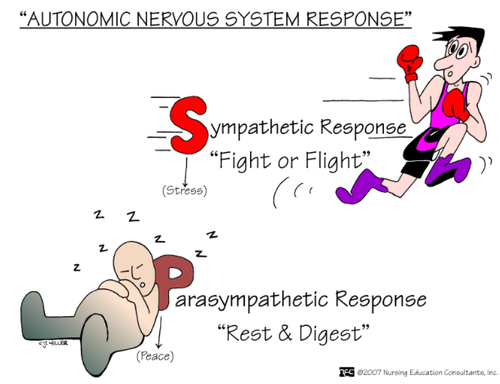 “AUTONOMIC NERVOUS SYSTEM RESPONSE”
Sympathetic Response
“Fight or Flight”
(Stress)
z z z z z z z
Parasympathetic Response
“Rest & Digest”
(Peace)
C.J. MILLER
NEC ©2007 Nursing Education Consultants, Inc.